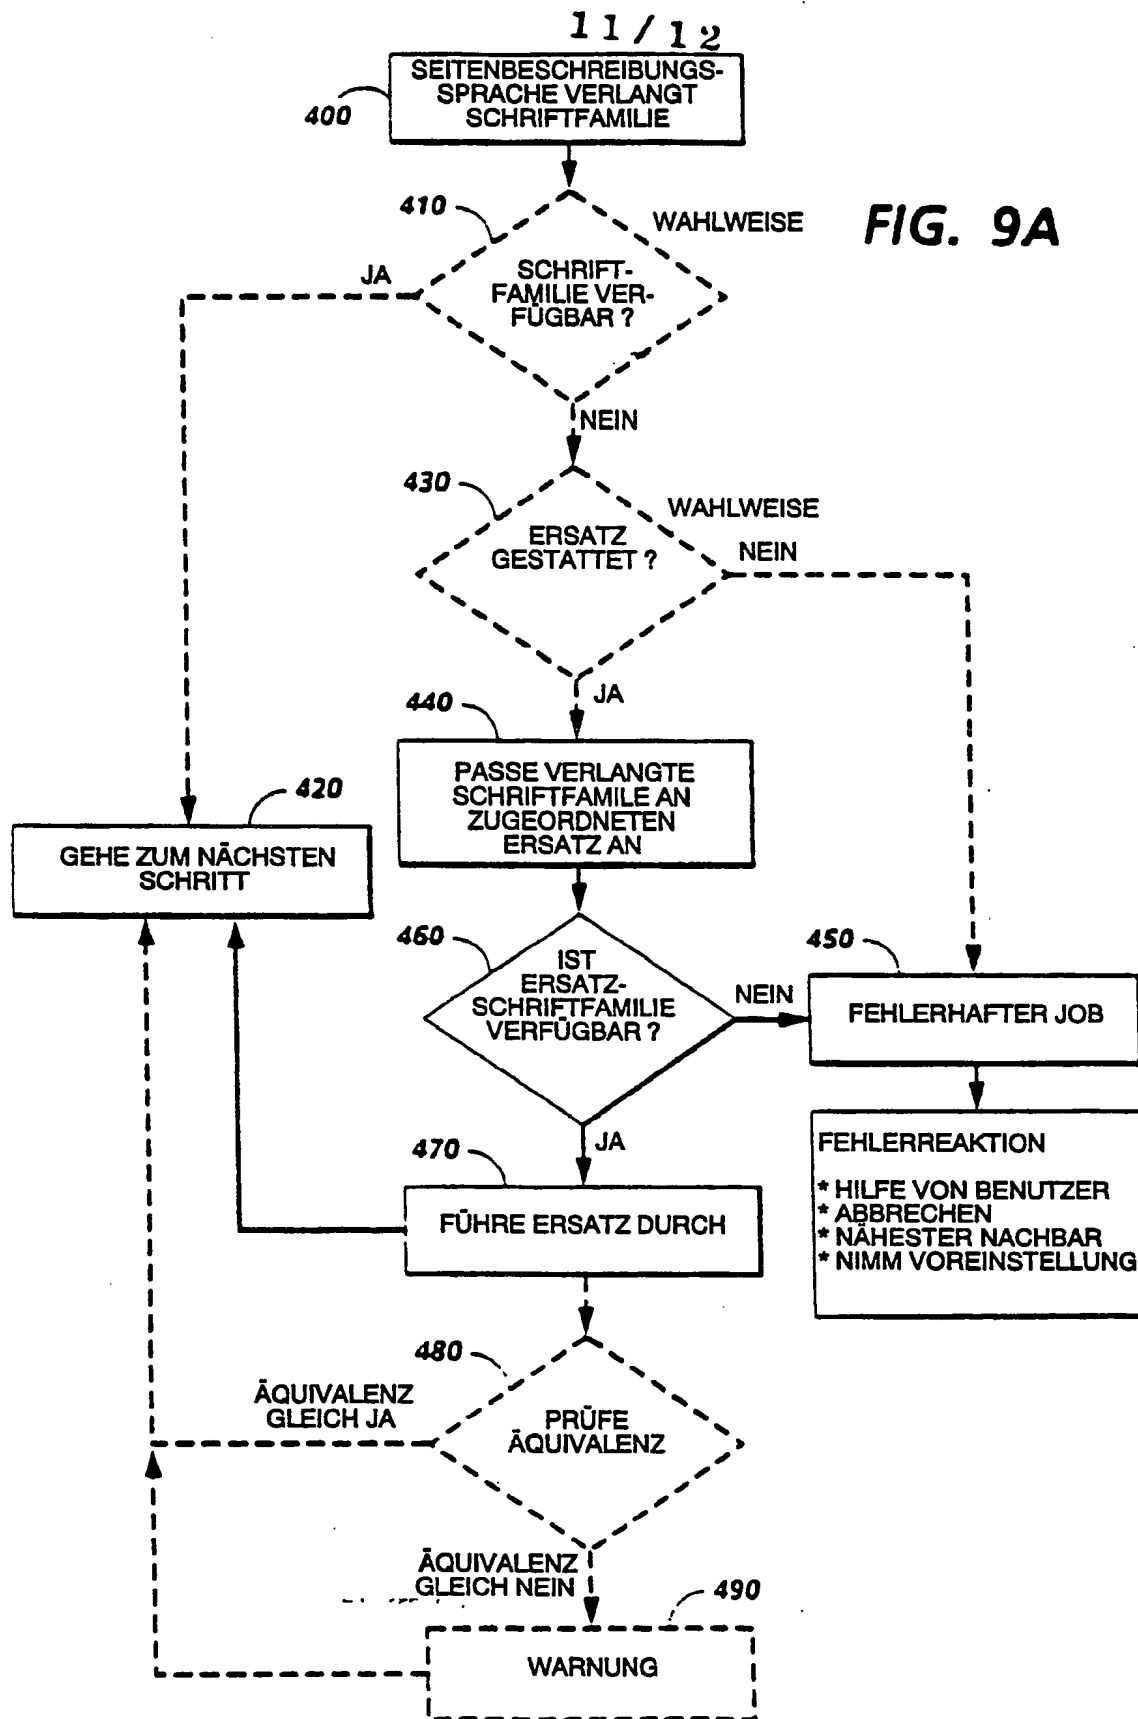 11/12
SEITENBESCHREIBUNGS-
SPRACHE VERLANGT
SCHRIFTFAMILIE
400
410
WAHLWEISE
FIG. 9A
JA
SCHRIFT-
FAMILIE VER-
FÜGBAR ?
NEIN
430
WAHLWEISE
ERSATZ
GESTATTET ?
NEIN
JA
440
PASSE VERLANGTE
SCHRIFTFAMILE AN
ZUGEORDNETEN
ERSATZ AN
420
GEHE ZUM NÄCHSTEN
SCHRITT
460
IST
ERSATZ-
SCHRIFTFAMILIE
VERFÜGBAR ?
NEIN
450
FEHLERHAFTER JOB
JA
FEHLERREAKTION
* HILFE VON BENUTZER
* ABBRECHEN
* NÄHESTER NACHBAR
* NIMM VOREINSTELLUNG
470
FÜHRE ERSATZ DURCH
480
ÄQUIVALENZ
GLEICH JA
PRÜFE
ÄQUIVALENZ
ÄQUIVALENZ
GLEICH NEIN
490
WARNUNG